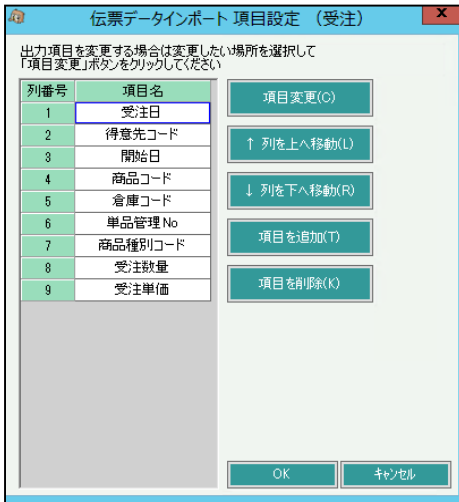 伝票データインポート 項目設定 （受注）
x
出力項目を変更する場合は変更したい場所を選択して
「項目変更」ボタンをクリックしてください
列番号 項目名
1 受注日
2 得意先コード
3 開始日
4 商品コード
5 倉庫コード
6 単品管理No
7 商品種別コード
8 受注数量
9 受注単価
項目変更(C)
↑ 列を上へ移動(L)
↓ 列を下へ移動(R)
項目を追加(T)
項目を削除(K)
OK キャンセル